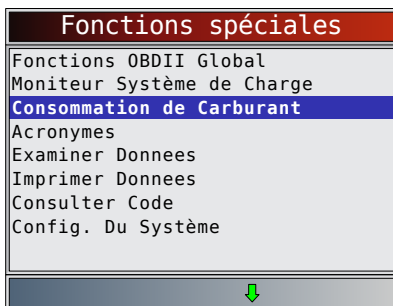 Fonctions spéciales
Fonctions OBDII Global
Moniteur Système de Charge
Consommation de Carburant
Acronymes
Examiner Donnees
Imprimer Donnees
Consulter Code
Config. Du Système